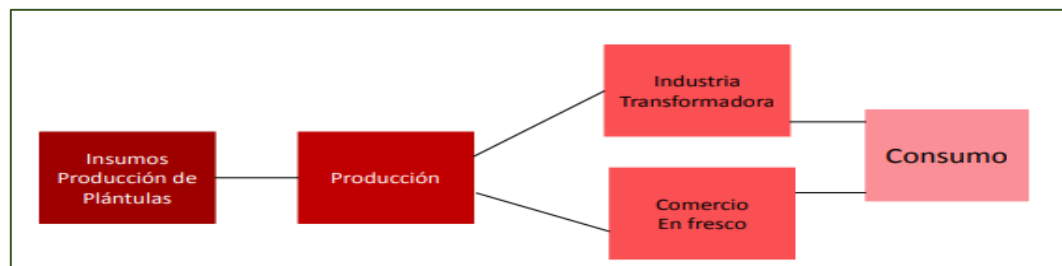 Insumos
Producción de
Plántulas
Producción
Industria
Transformadora
Comercio
En fresco
Consumo